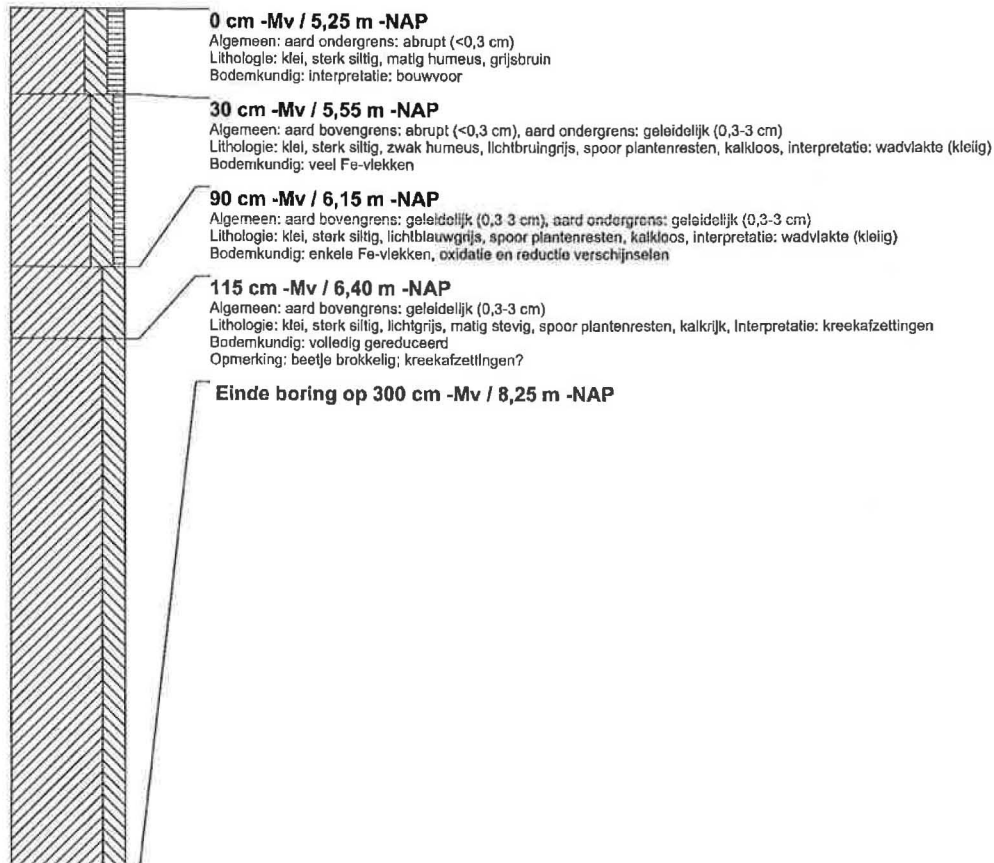 0 cm -Mv / 5,25 m -NAP
Algemeen: aard ondergrens: abrupt (<0,3 cm)
Lithologie: klei, sterk siltig, matig humeus, grijsbruin
Bodemkundig: interpretatie: bouwvoor
30 cm -Mv / 5,55 m -NAP
Algemeen: aard bovengrens: abrupt (<0,3 cm), aard ondergrens: geleidelijk (0,3-3 cm)
Lithologie: klei, sterk siltig, zwak humeus, lichtbruingrijs, spoor plantenresten, kalkloos, interpretatie: wadvlakte (kleiig)
Bodemkundig: veel Fe-vlekken
90 cm -Mv / 6,15 m -NAP
Algemeen: aard bovengrens: geleidelijk (0,3-3 cm), aard ondergrens: geleidelijk (0,3-3 cm)
Lithologie: klei, sterk siltig, lichtblauwgrijs, spoor plantenresten, kalkloos, interpretatie: wadvlakte (kleiig)
Bodemkundig: enkele Fe-vlekken, oxidatie en reductie verschijnselen
115 cm -Mv / 6,40 m -NAP
Algemeen: aard bovengrens: geleidelijk (0,3-3 cm)
Lithologie: klei, sterk siltig, lichtgrijs, matig stevig, spoor plantenresten, kalkrijk, interpretatie: kreekafzettingen
Bodemkundig: volledig gereduceerd
Opmerking: beetje brokkelig; kreekafzettingen?
Einde boring op 300 cm -Mv / 8,25 m -NAP